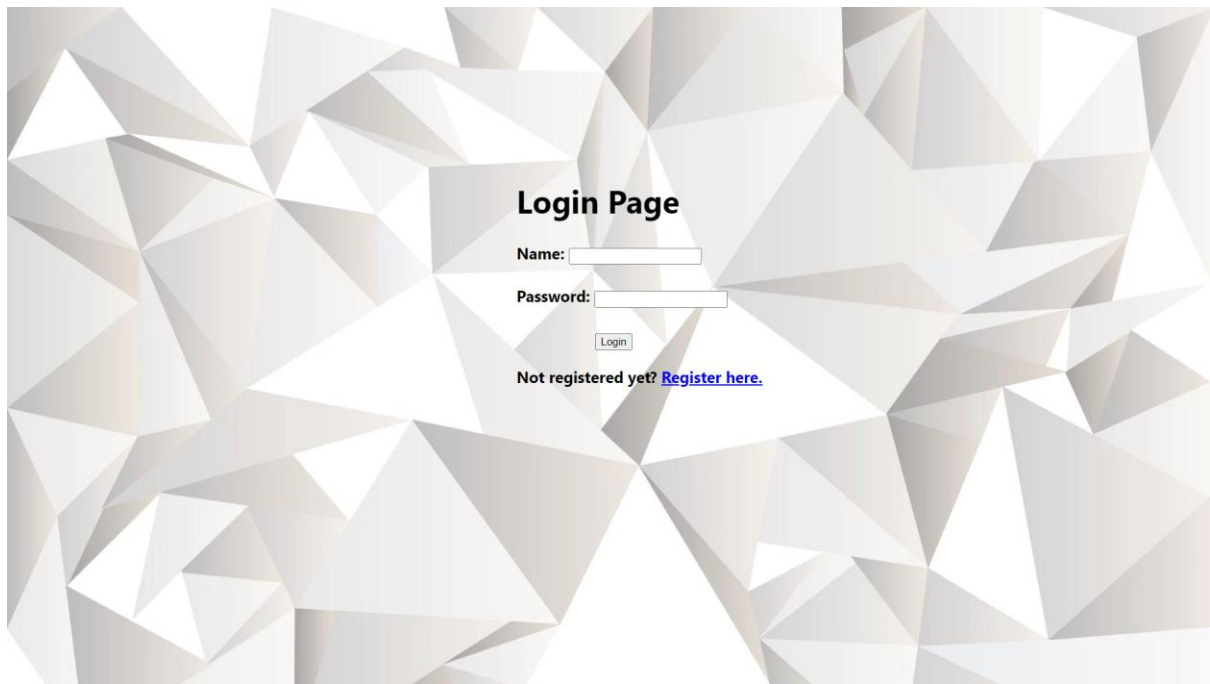 Login Page
Name:
Password:
Login
Not registered yet? Register here.